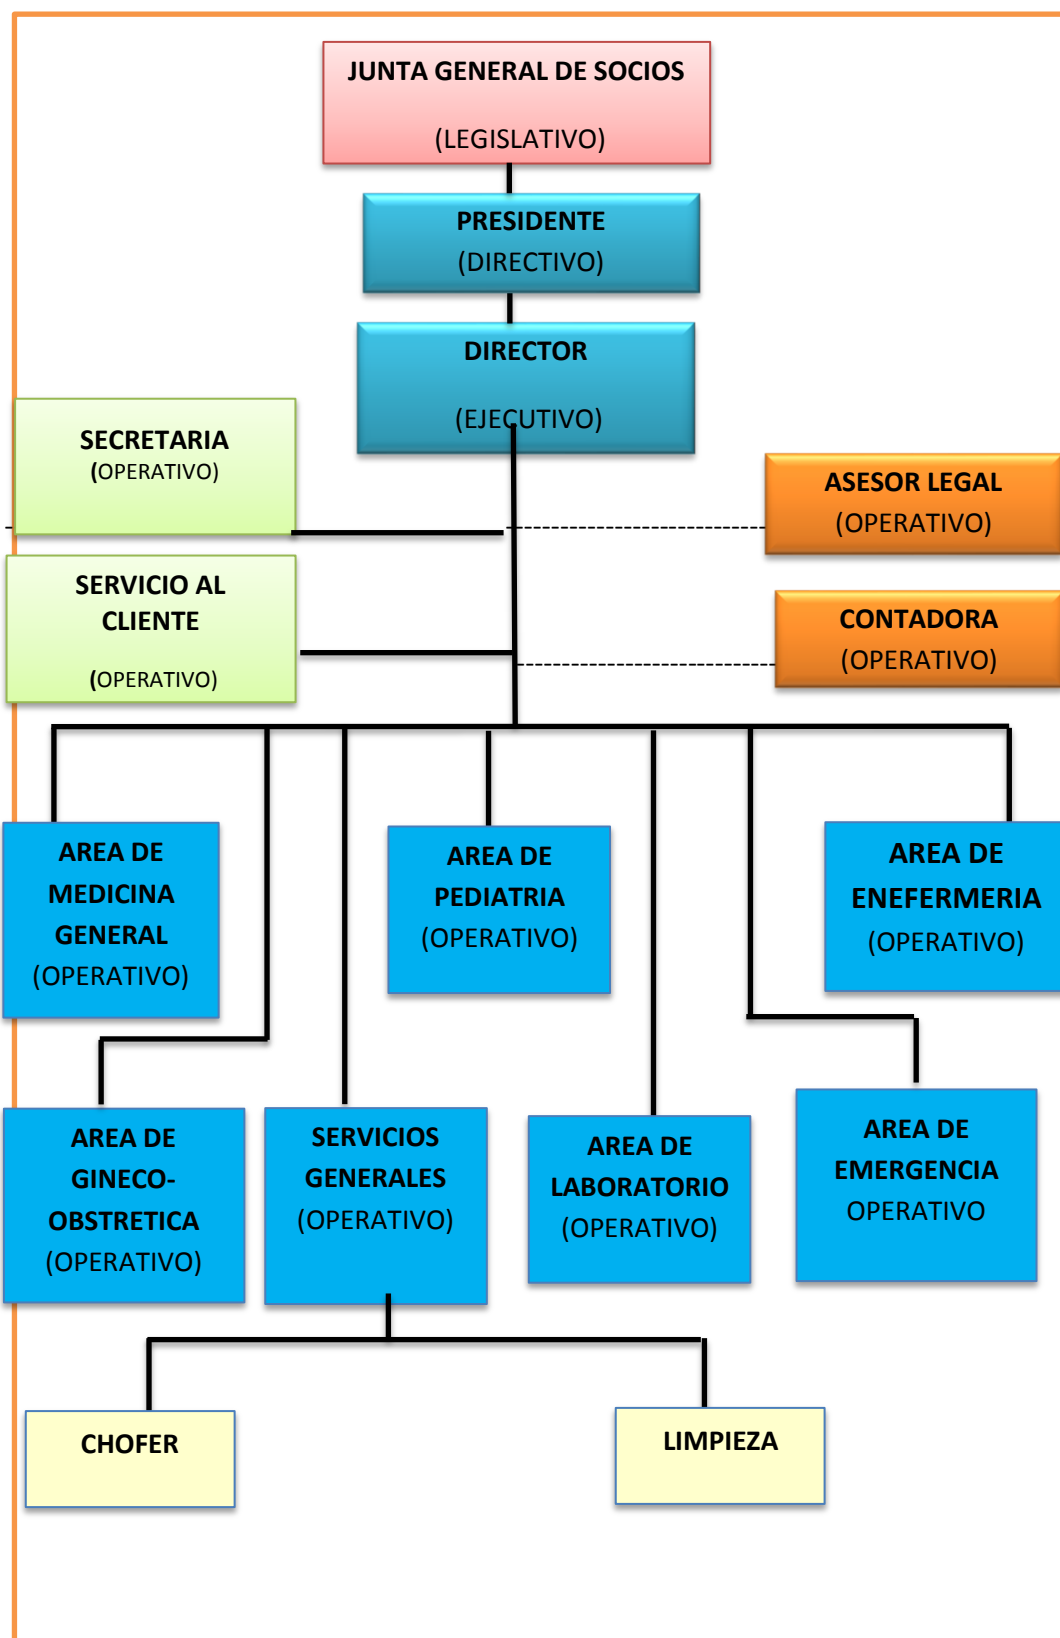 JUNTA GENERAL DE SOCIOS
(LEGISLATIVO)
PRESIDENTE
(DIRECTIVO)
DIRECTOR
(EJECUTIVO)
SECRETARIA
(OPERATIVO)
ASESOR LEGAL
(OPERATIVO)
SERVICIO AL
CLIENTE
(OPERATIVO)
CONTADORA
(OPERATIVO)
AREA DE
MEDICINA
GENERAL
(OPERATIVO)
AREA DE
PEDIATRIA
(OPERATIVO)
AREA DE
ENEFERMERIA
(OPERATIVO)
AREA DE
GINECO-
OBSTRETICA
(OPERATIVO)
SERVICIOS
GENERALES
(OPERATIVO)
AREA DE
LABORATORIO
(OPERATIVO)
AREA DE
EMERGENCIA
OPERATIVO
CHOFER
LIMPIEZA